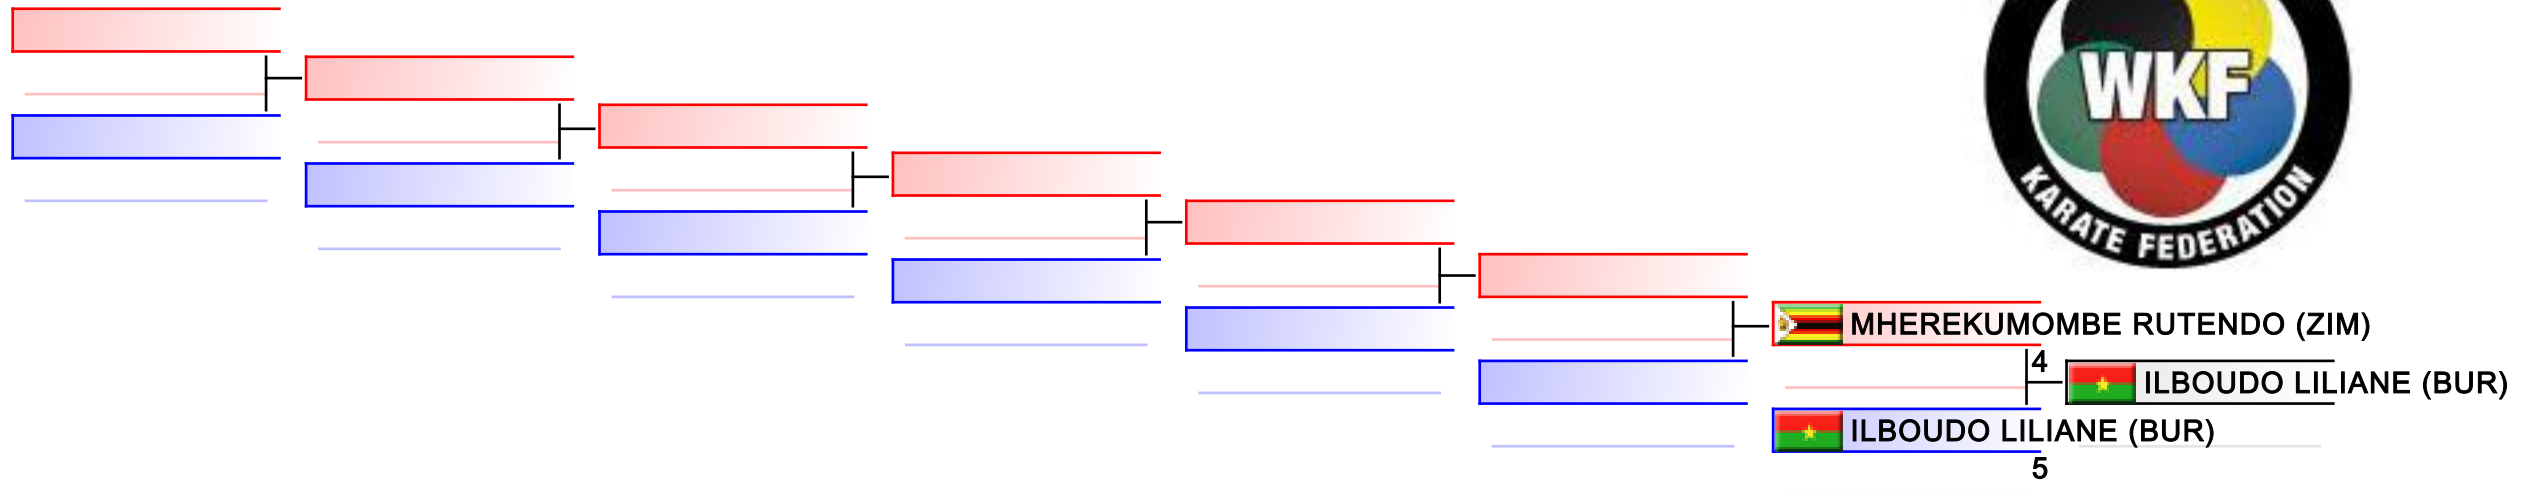 WKF
KARATE FEDERATION
MHEREKUMOMBE RUTENDO (ZIM)
4
ILBOUDO LILIANE (BUR)
ILBOUDO LILIANE (BUR)
5